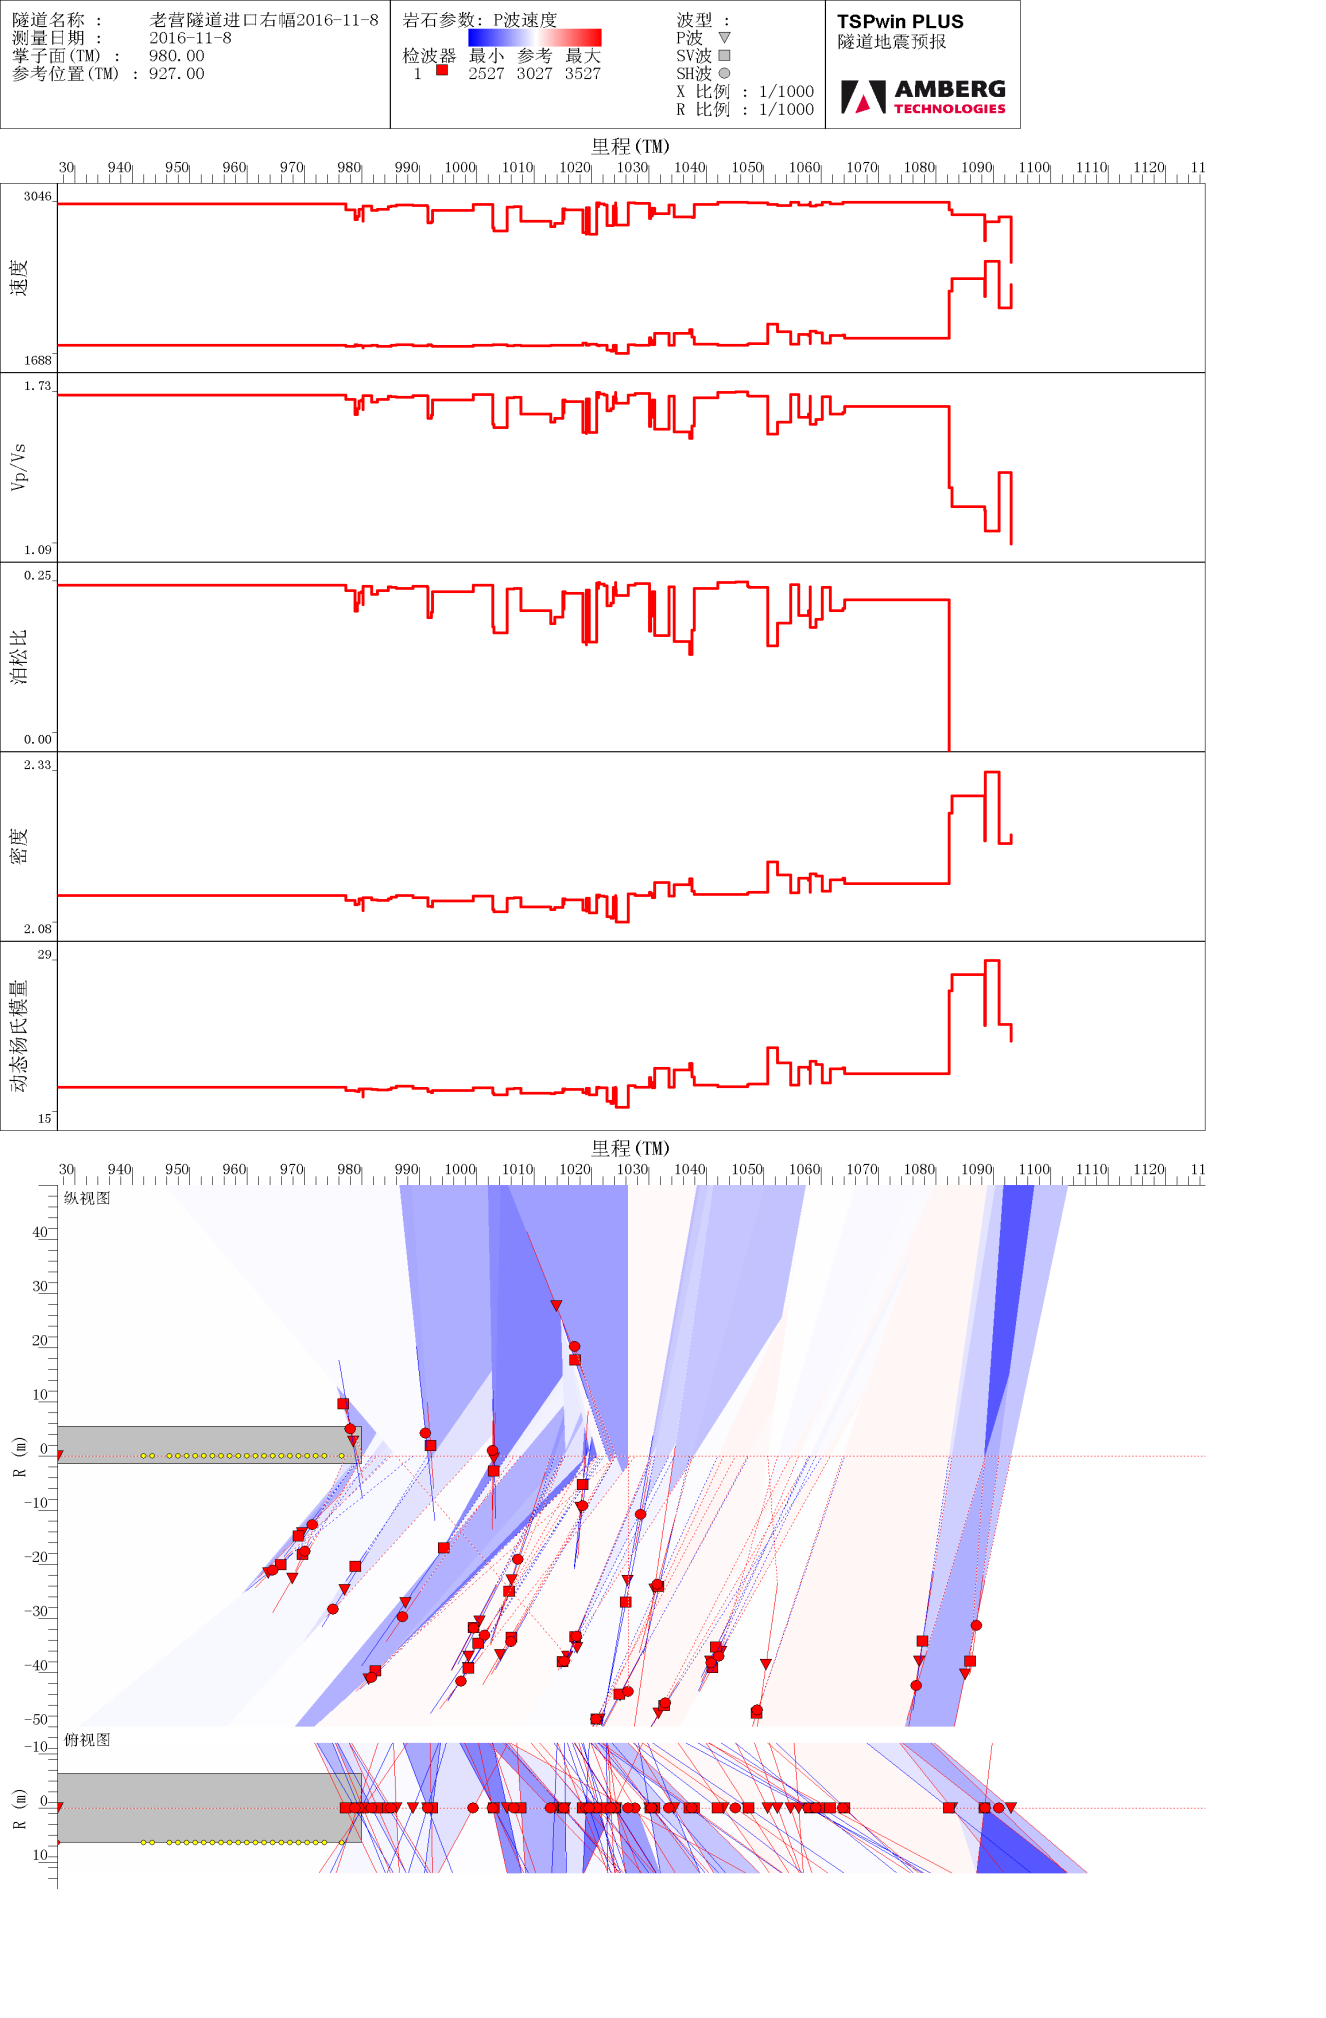 隧道名称 : 老营隧道进口右幅2016-11-8
测量日期 : 2016-11-8
掌子面(TM) : 980.00
参考位置(TM) : 927.00
岩石参数: P波速度
检波器 最小 参考 最大
1 2527 3027 3527
波型 :
P波
SV波
SH波
X 比例 : 1/1000
R 比例 : 1/1000
TSPwin PLUS
隧道地震预报
AMBERG
TECHNOLOGIES
里程(TM)
30 940 950 960 970 980 990 1000 1010 1020 1030 1040 1050 1060 1070 1080 1090 1100 1110 1120 11
3046
速度
1688
1.73
Vp/Vs
1.09
0.25
泊松比
0.00
2.33
密度
2.08
29
动态杨氏模量
15
里程(TM)
30 940 950 960 970 980 990 1000 1010 1020 1030 1040 1050 1060 1070 1080 1090 1100 1110 1120 11
纵视图
40
30
20
10
0
R (m)
-10
-20
-30
-40
-50
俯视图
-10
0
R (m)
10